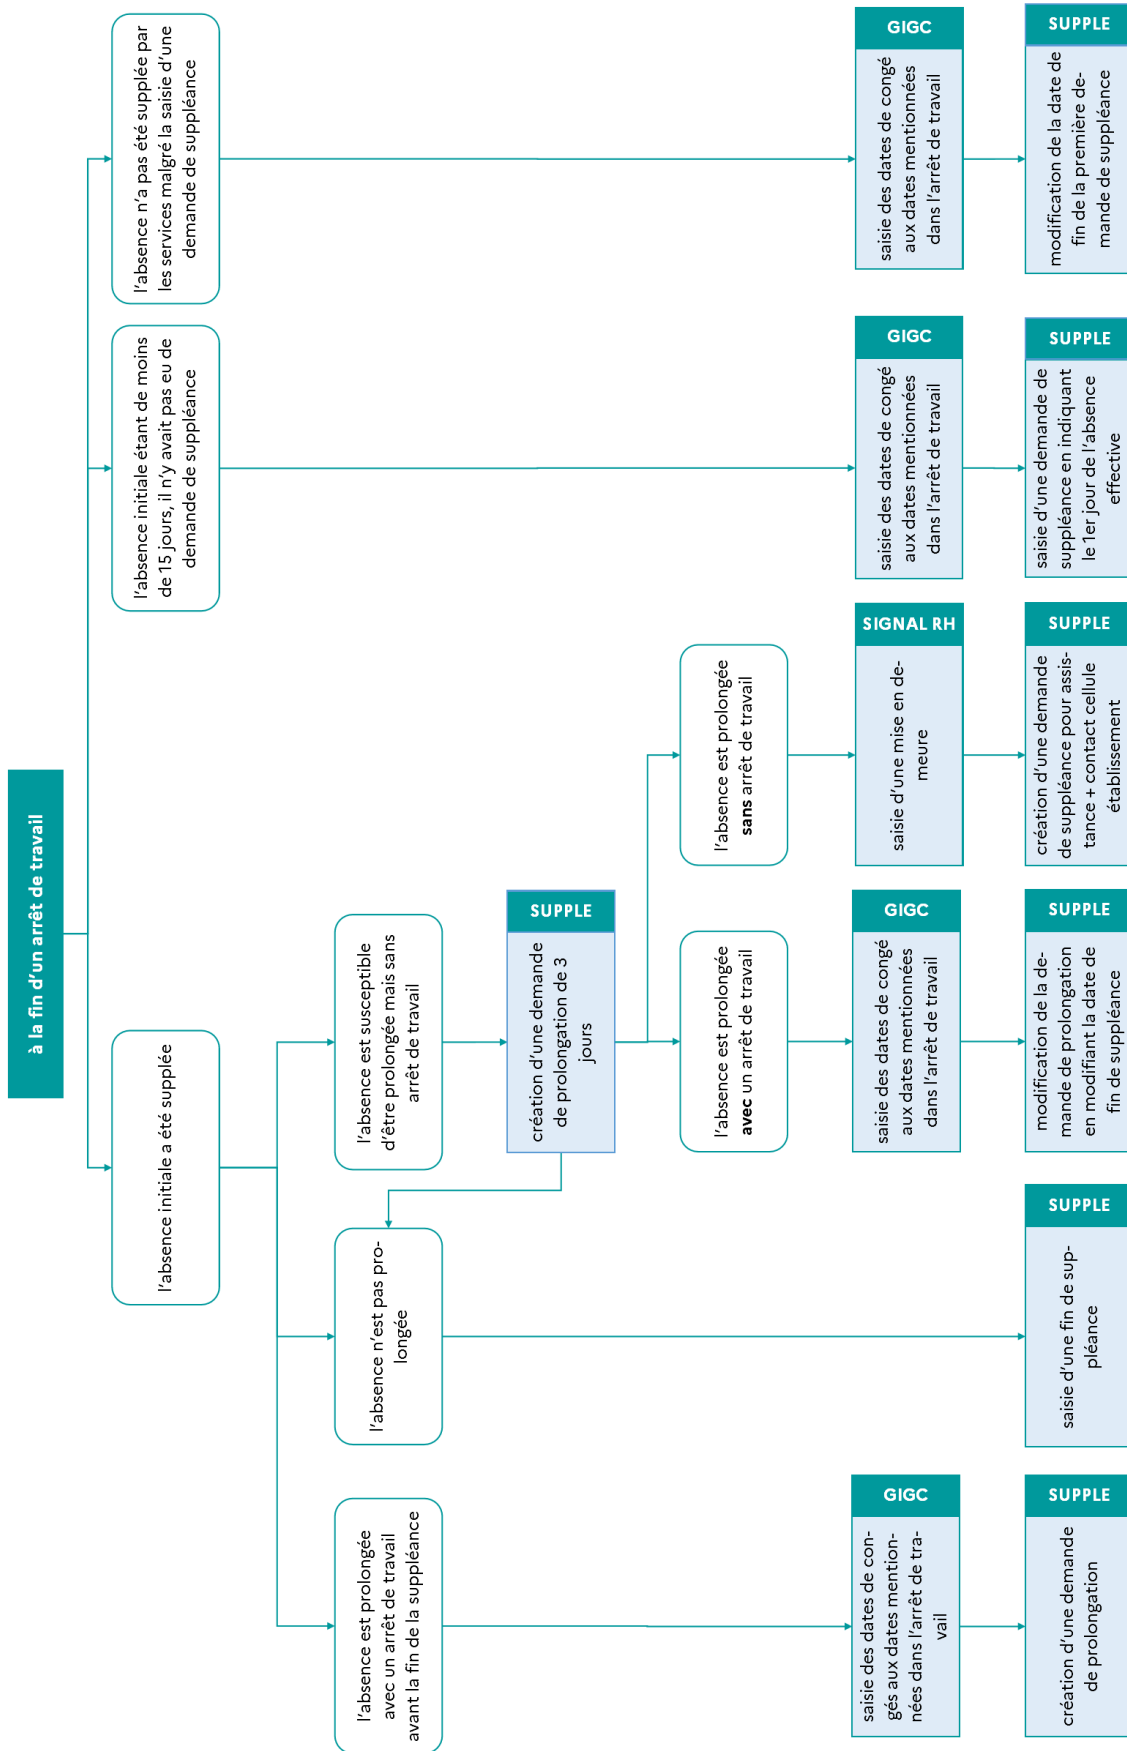 à la fin d'un arrêt de travail
l'absence initiale a été supplée
l'absence initiale étant de moins
de 15 jours, il n'y avait pas eu de
demande de suppléance
l'absence n'a pas été supplée par
les services malgré la saisie d'une
demande de suppléance
l'absence est prolongée
avec un arrêt de travail
avant la fin de la suppléance
l'absence n'est pas pro-
longée
l'absence est susceptible
d'être prolongée mais sans
arrêt de travail
création d'une demande
de prolongation de 3
jours
SUPPLE
l'absence est prolongée
avec un arrêt de travail
l'absence est prolongée
sans arrêt de travail
saisie des dates de con-
gés aux dates mention-
nées dans l'arrêt de tra-
vail
GIGC
saisie des dates de congé
aux dates mentionnées
dans l'arrêt de travail
GIGC
saisie d'une mise en de-
meure
SIGNAL RH
saisie des dates de congé
aux dates mentionnées
dans l'arrêt de travail
GIGC
saisie des dates de congé
aux dates mentionnées
dans l'arrêt de travail
GIGC
création d'une demande
de prolongation
SUPPLE
saisie d'une fin de sup-
pléance
SUPPLE
modification de la de-
mande de prolongation
en modifiant la date de
fin de suppléance
SUPPLE
création d'une demande
de suppléance pour assis-
tance + contact cellule
établissement
SUPPLE
saisie d'une demande de
suppléance en indiquant
le 1er jour de l'absence
effective
SUPPLE
modification de la date de
fin de la première de-
mande de suppléance
SUPPLE